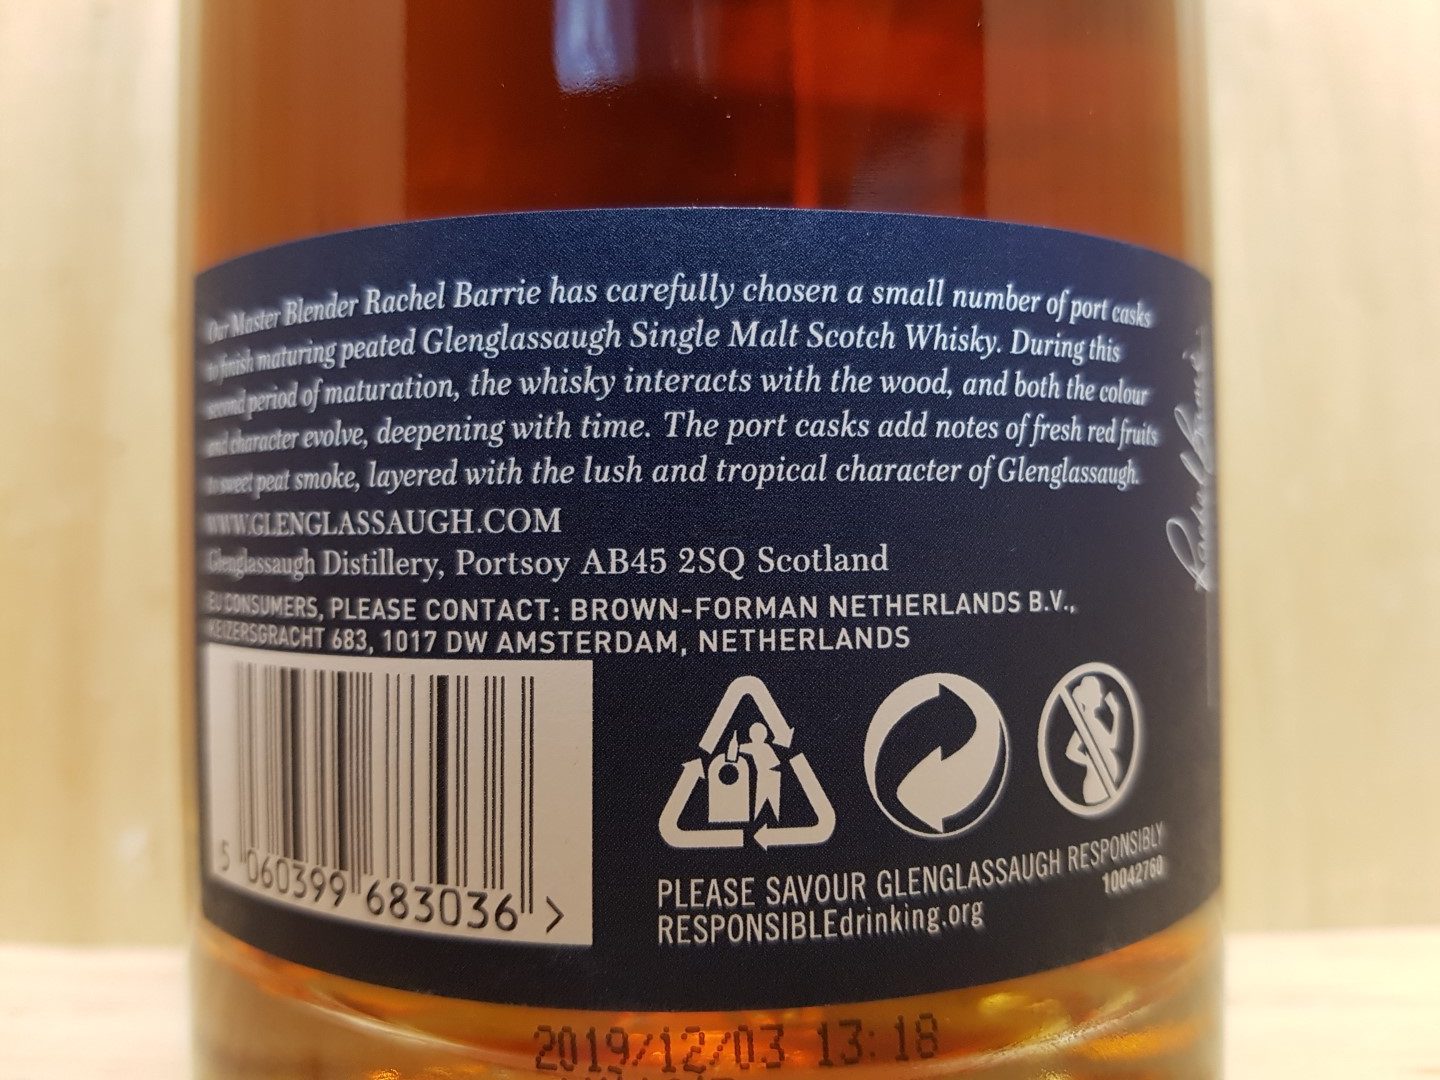 Our Master Blender Rachel Barrie has carefully chosen a small number of port casks
to finish maturing peated Glenglassaugh Single Malt Scotch Whisky. During this
second period of maturation, the whisky interacts with the wood, and both the colour
and character evolve, deepening with time. The port casks add notes of fresh red fruits
to sweet peat smoke, layered with the lush and tropical character of Glenglassaugh.
WWW.GLENGLASSAUGH.COM
Glenglassaugh Distillery, Portsoy AB45 2SQ Scotland
EU CONSUMERS, PLEASE CONTACT: BROWN-FORMAN NETHERLANDS B.V.,
KEIZERSGRACHT 683, 1017 DW AMSTERDAM, NETHERLANDS
5 060399 683036 >
PLEASE SAVOUR GLENGLASSAUGH RESPONSIBLY
10042760
RESPONSIBLEdrinking.org
2019/12/03 13:18